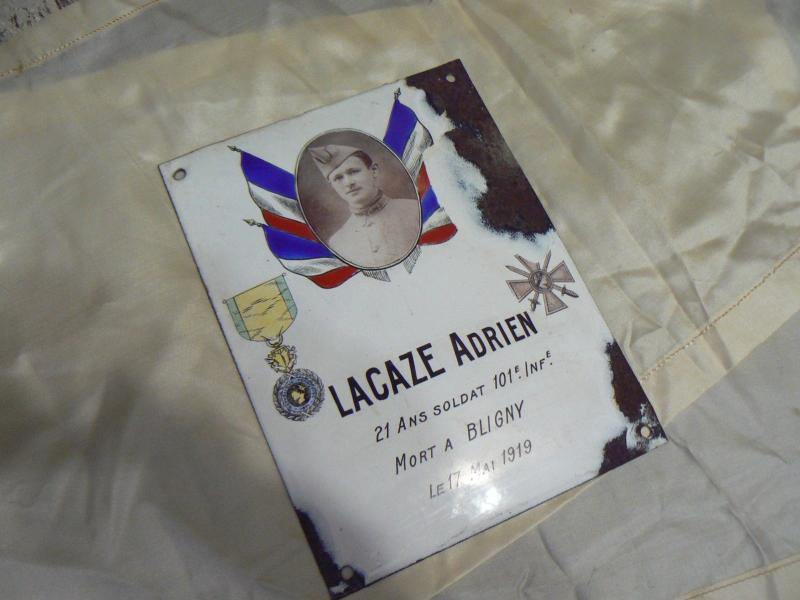 LACAZE ADRIEN
21 ANS SOLDAT 101E. INFE.
MORT A BLIGNY
LE 17 MAI 1919